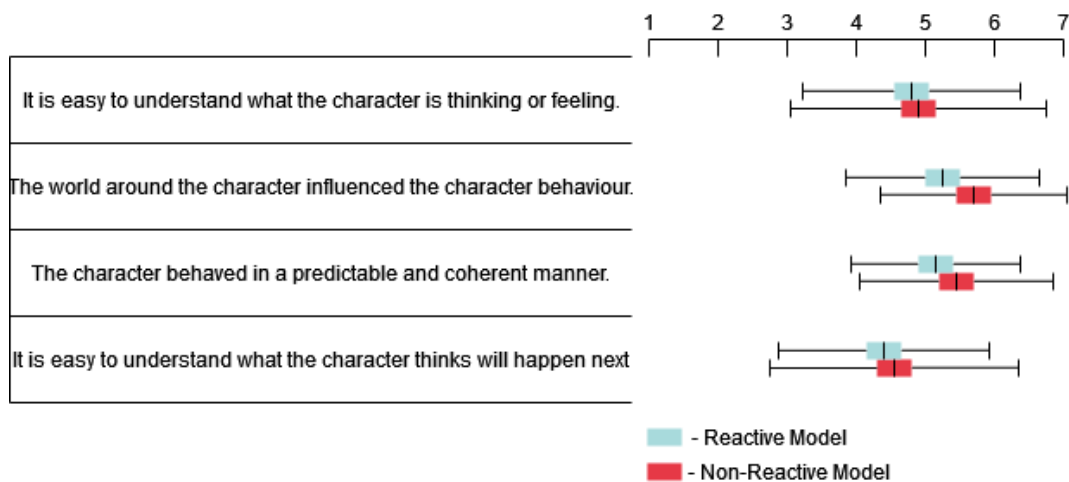 1 2 3 4 5 6 7
It is easy to understand what the character is thinking or feeling.
The world around the character influenced the character behaviour.
The character behaved in a predictable and coherent manner.
It is easy to understand what the character thinks will happen next
- Reactive Model
- Non-Reactive Model